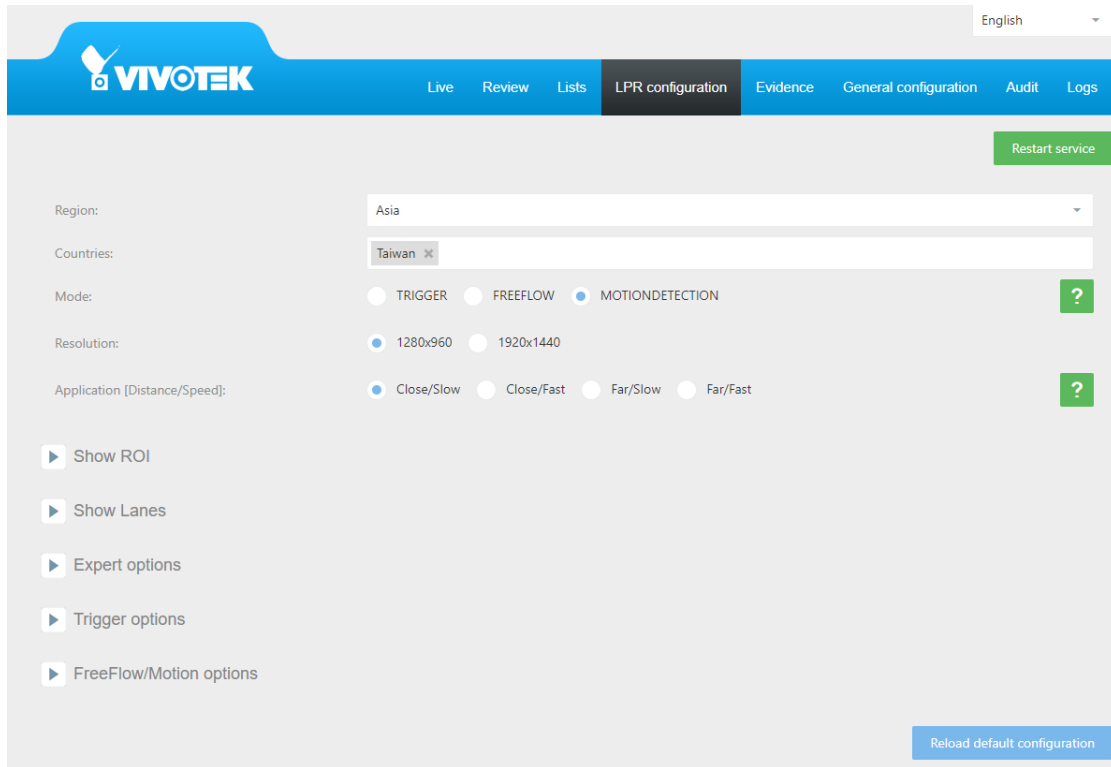 English
VIVOTEK
Live Review Lists LPR configuration Evidence General configuration Audit Logs
Restart service
Region: Asia
Countries: Taiwan
Mode: TRIGGER FREEFLOW MOTIONDETECTION ?
Resolution: 1280x960 1920x1440
Application [Distance/Speed]: Close/Slow Close/Fast Far/Slow Far/Fast ?
Show ROI
Show Lanes
Expert options
Trigger options
FreeFlow/Motion options
Reload default configuration